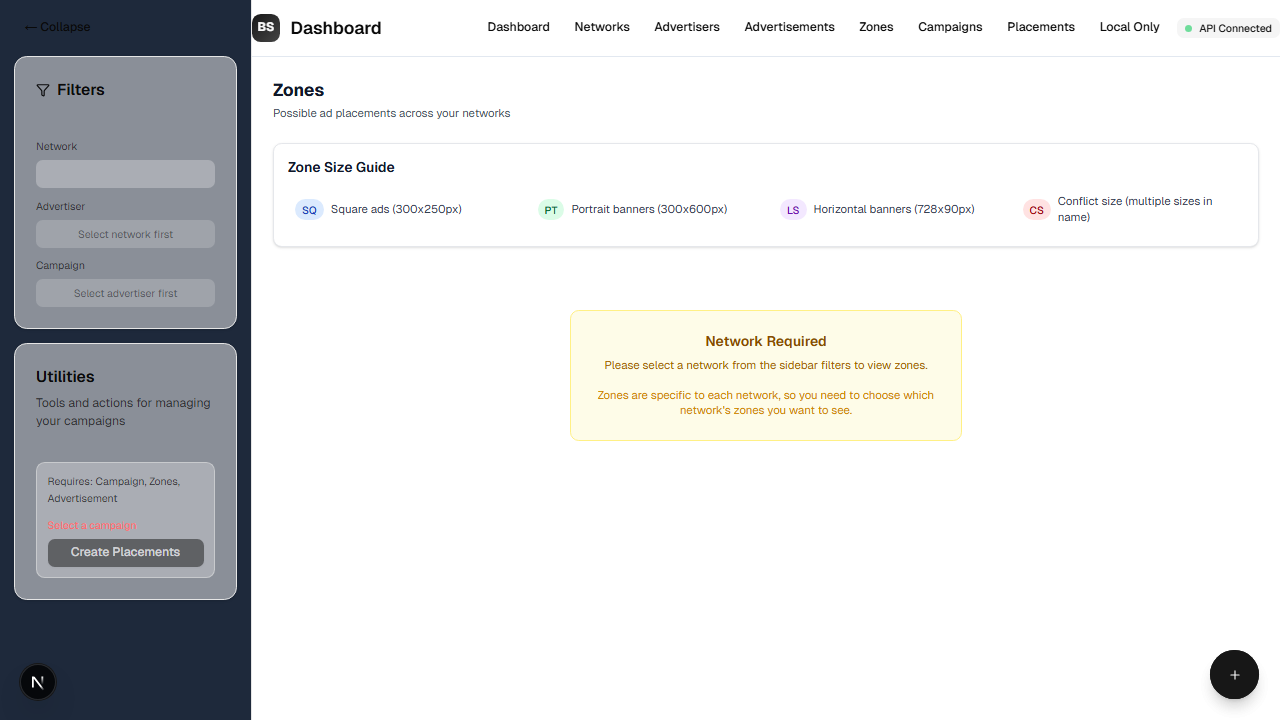 ← Collapse
BS Dashboard
Dashboard Networks Advertisers Advertisements Zones Campaigns Placements Local Only API Connected
Filters
Network
Advertiser
Select network first
Campaign
Select advertiser first
Utilities
Tools and actions for managing
your campaigns
Requires: Campaign, Zones,
Advertisement
Select a campaign
Create Placements
N
Zones
Possible ad placements across your networks
Zone Size Guide
SQ Square ads (300x250px)
PT Portrait banners (300x600px)
LS Horizontal banners (728x90px)
CS Conflict size (multiple sizes in
name)
Network Required
Please select a network from the sidebar filters to view zones.
Zones are specific to each network, so you need to choose which
network's zones you want to see.
+